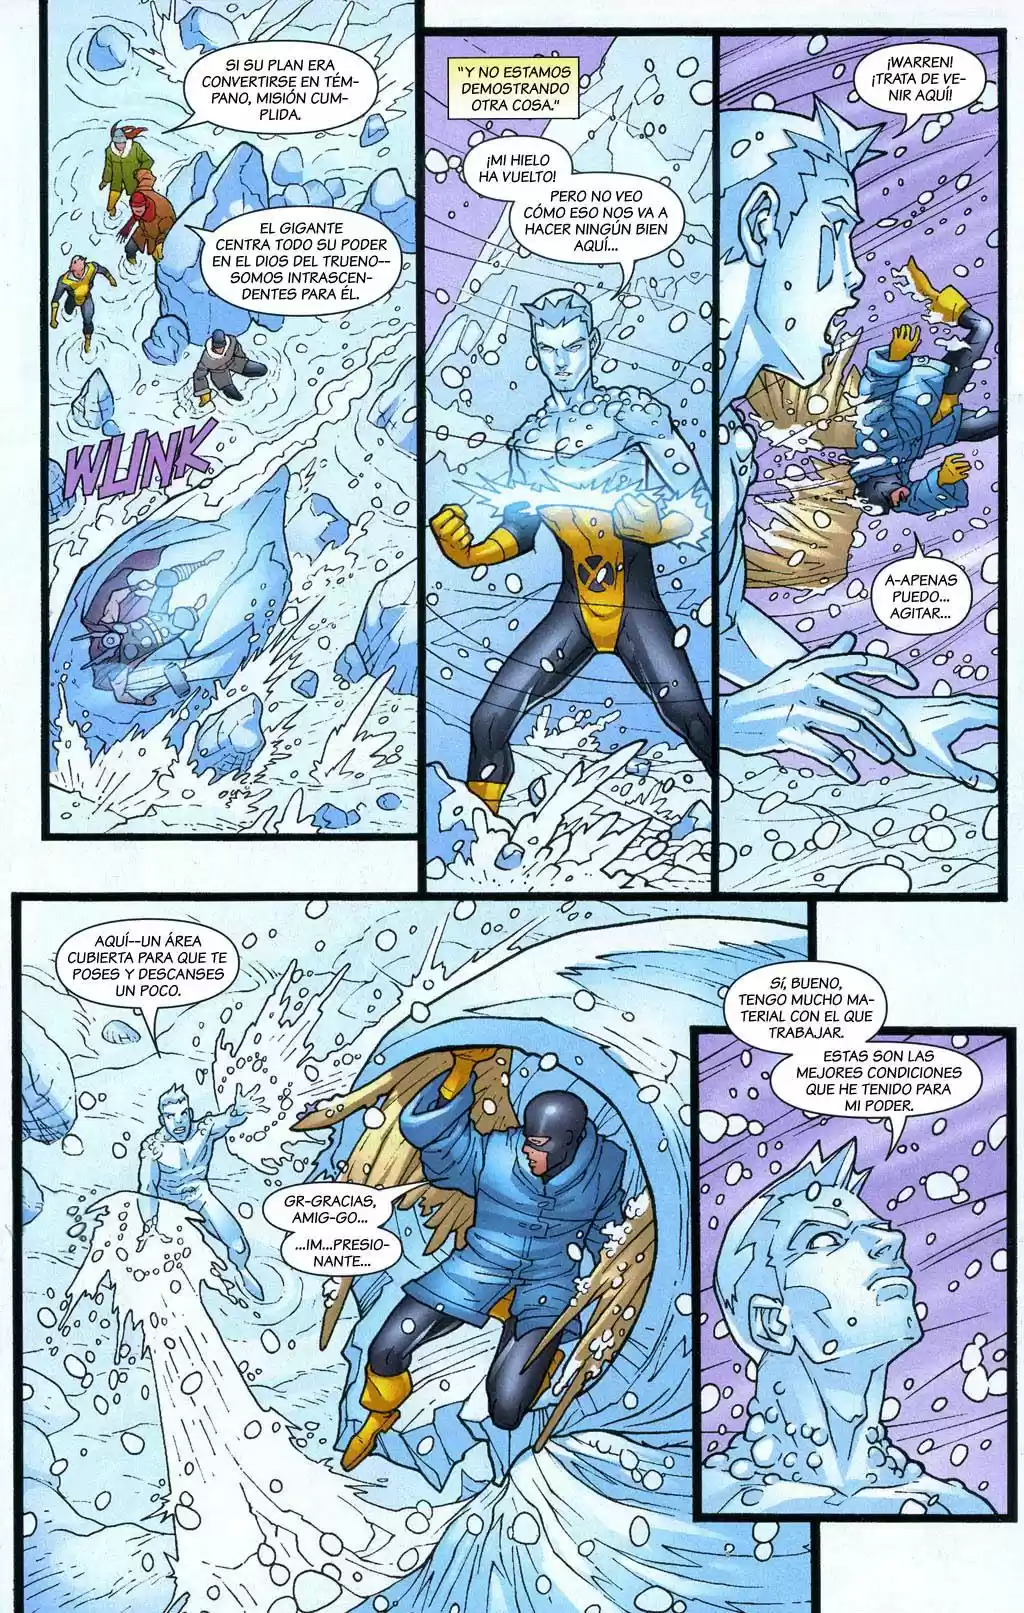 SI SU PLAN ERA
CONVERTIRSE EN TÉM-
PANO, MISIÓN CUM-
PLIDA.
EL GIGANTE
CENTRA TODO SU PODER
EN EL DIOS DEL TRUENO--
SOMOS INTRASCEN-
DENTES PARA ÉL.
WUNK
"Y NO ESTAMOS
DEMOSTRANDO
OTRA COSA."
¡MI HIELO
HA VUELTO!
PERO NO VEO
CÓMO ESO NOS VA A
HACER NINGÚN BIEN
AQUÍ...
¡WARREN!
¡TRATA DE VE-
NIR AQUÍ!
A-APENAS
PUEDO...
AGITAR...
AQUÍ--UN ÁREA
CUBIERTA PARA QUE TE
POSES Y DESCANSES
UN POCO.
GR-GRACIAS,
AMIG-GO...
...IM...PRESIO-
NANTE...
SÍ, BUENO,
TENGO MUCHO MA-
TERIAL CON EL QUE
TRABAJAR.
ESTAS SON LAS
MEJORES CONDICIONES
QUE HE TENIDO PARA
MI PODER.